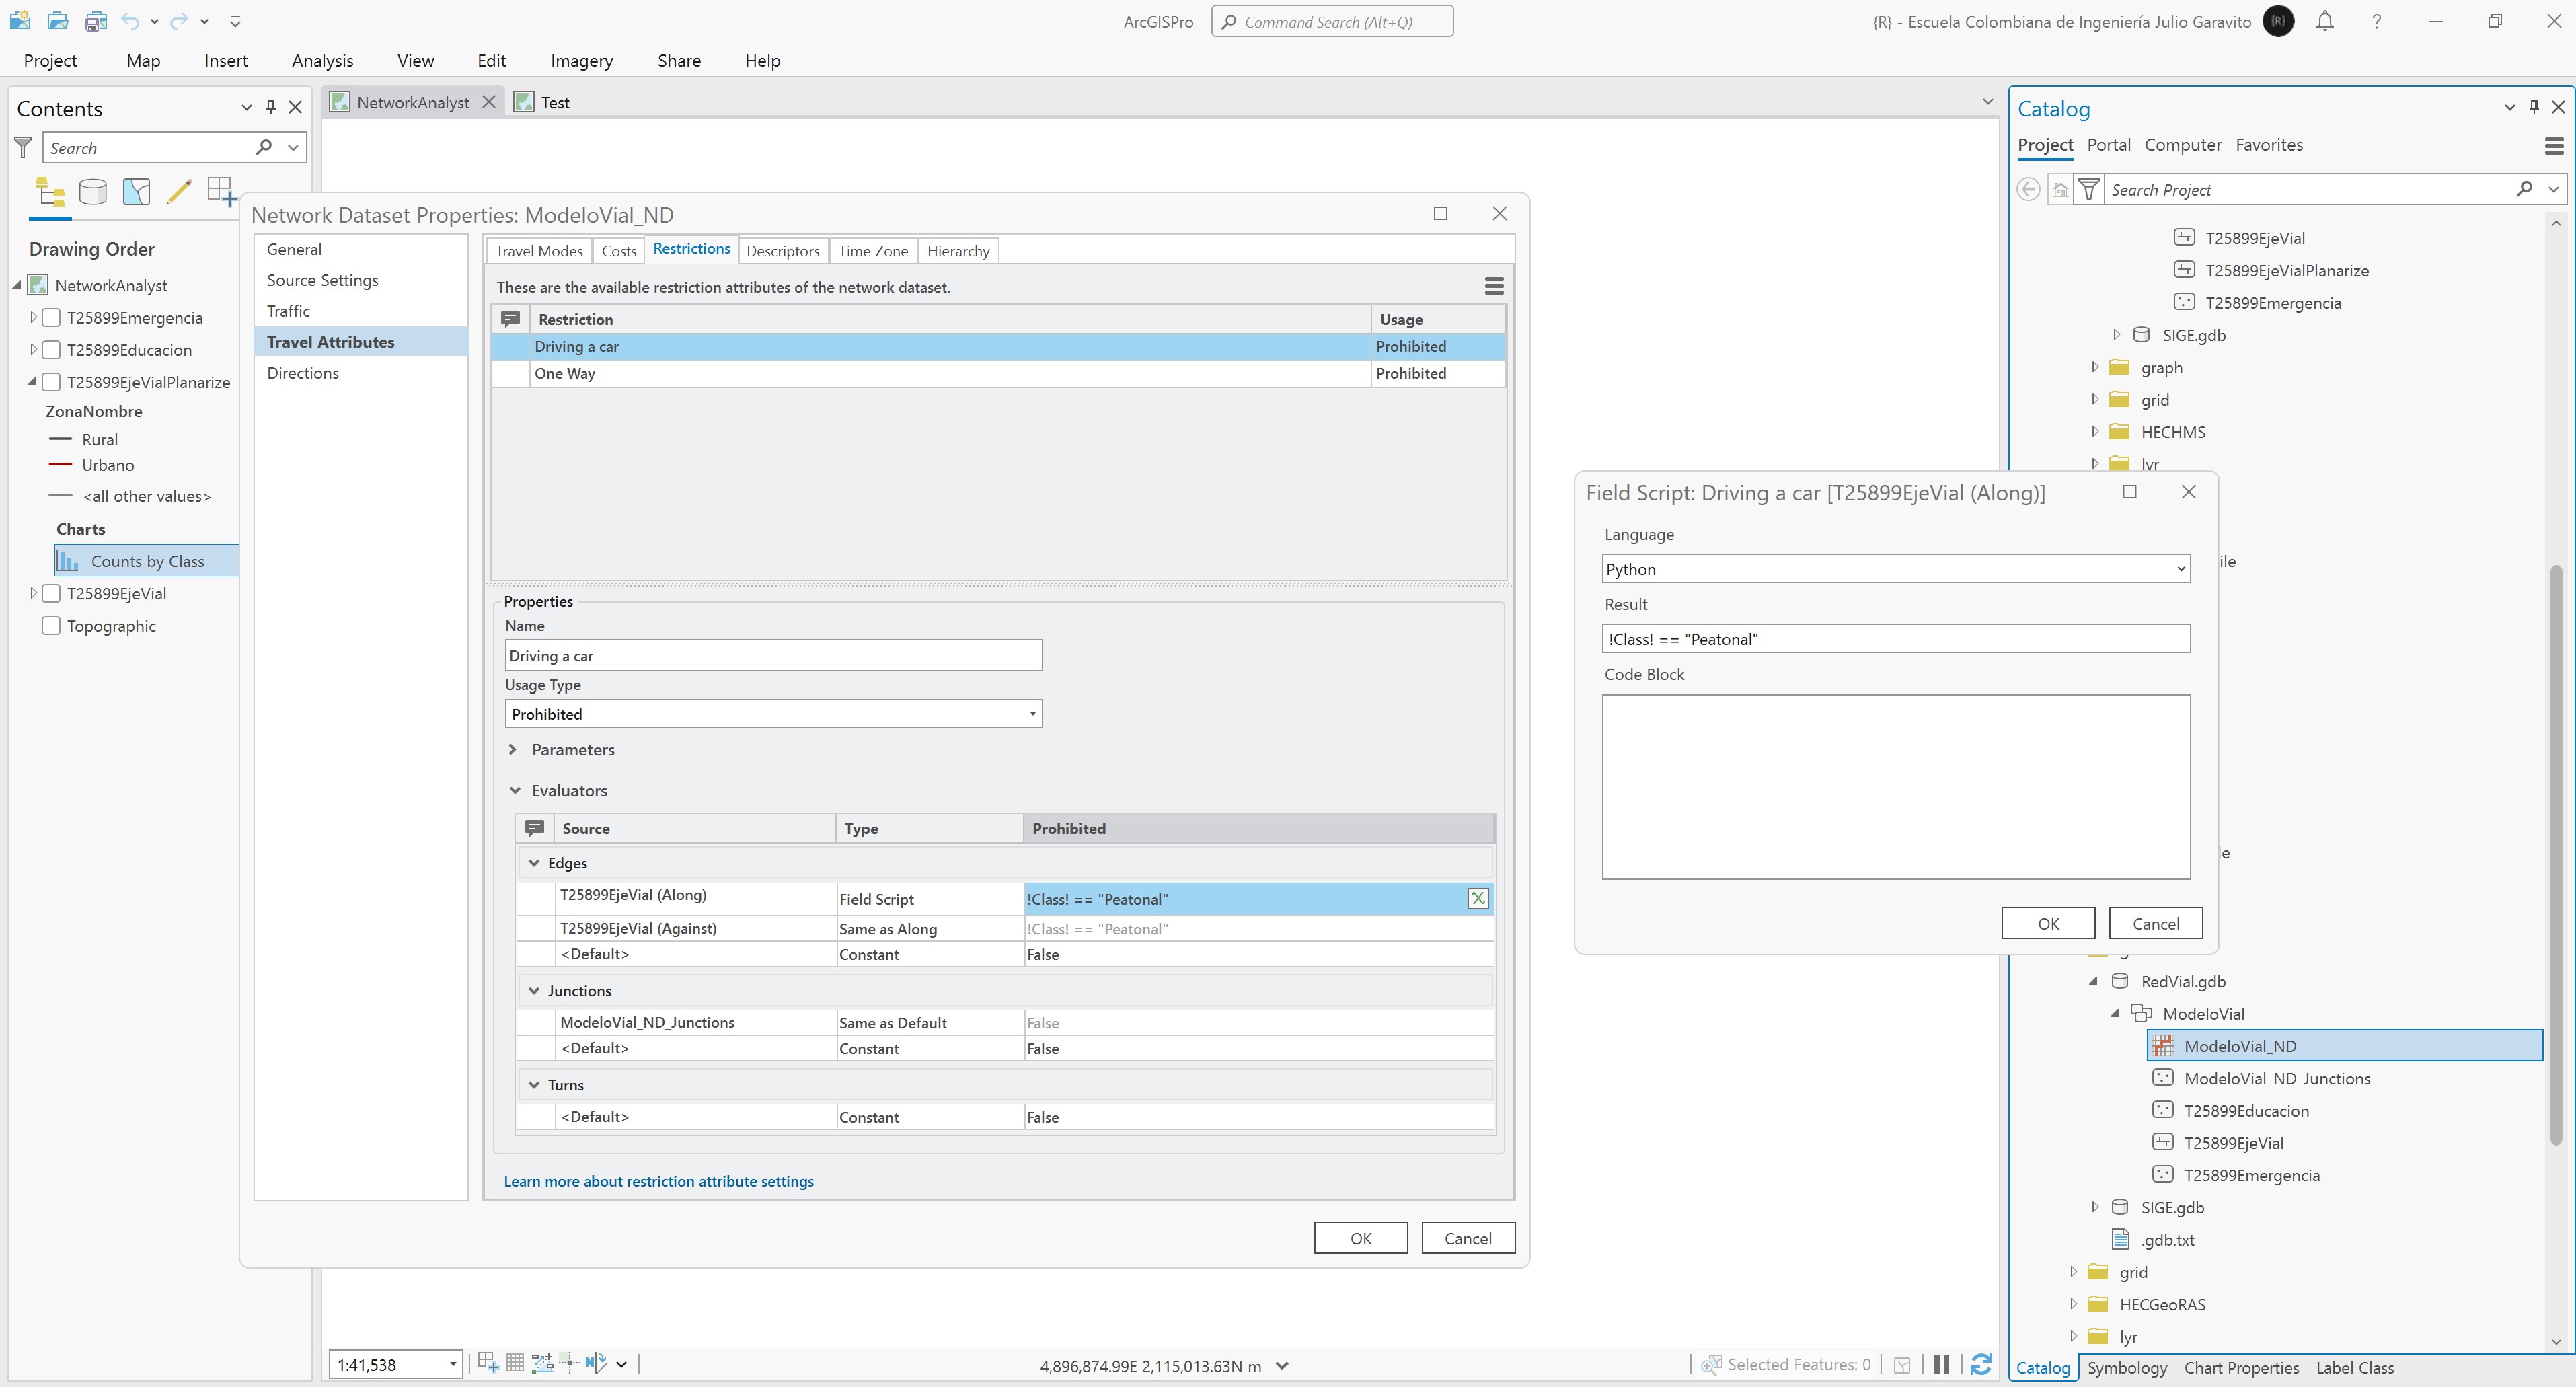 ArcGISPro
Command Search (Alt+Q)
{R} - Escuela Colombiana de Ingeniería Julio Garavito
{R}
?
Project Map Insert Analysis View Edit Imagery Share Help
Contents
Search
Drawing Order
NetworkAnalyst
T25899Emergencia
T25899Educacion
T25899EjeVialPlanarize
ZonaNombre
Rural
Urbano
<all other values>
Charts
Counts by Class
T25899EjeVial
Topographic
NetworkAnalyst
Test
Network Dataset Properties: ModeloVial_ND
General
Source Settings
Traffic
Travel Attributes
Directions
Travel Modes Costs Restrictions Descriptors Time Zone Hierarchy
These are the available restriction attributes of the network dataset.
Restriction Usage
Driving a car Prohibited
One Way Prohibited
Properties
Name
Driving a car
Usage Type
Prohibited
Parameters
Evaluators
Source Type Prohibited
Edges
T25899EjeVial (Along) Field Script !Class! == "Peatonal"
T25899EjeVial (Against) Same as Along !Class! == "Peatonal"
<Default> Constant False
Junctions
ModeloVial_ND_Junctions Same as Default False
<Default> Constant False
Turns
<Default> Constant False
Learn more about restriction attribute settings
OK Cancel
Field Script: Driving a car [T25899EjeVial (Along)]
Language
Python
Result
!Class! == "Peatonal"
Code Block
OK Cancel
Catalog
Project Portal Computer Favorites
Search Project
T25899EjeVial
T25899EjeVialPlanarize
T25899Emergencia
SIGE.gdb
graph
grid
HECHMS
lyr
ile
e
RedVial.gdb
ModeloVial
ModeloVial_ND
ModeloVial_ND_Junctions
T25899Educacion
T25899EjeVial
T25899Emergencia
SIGE.gdb
.gdb.txt
grid
HECGeoRAS
lyr
1:41,538
4,896,874.99E 2,115,013.63N m
Selected Features: 0
Catalog Symbology Chart Properties Label Class